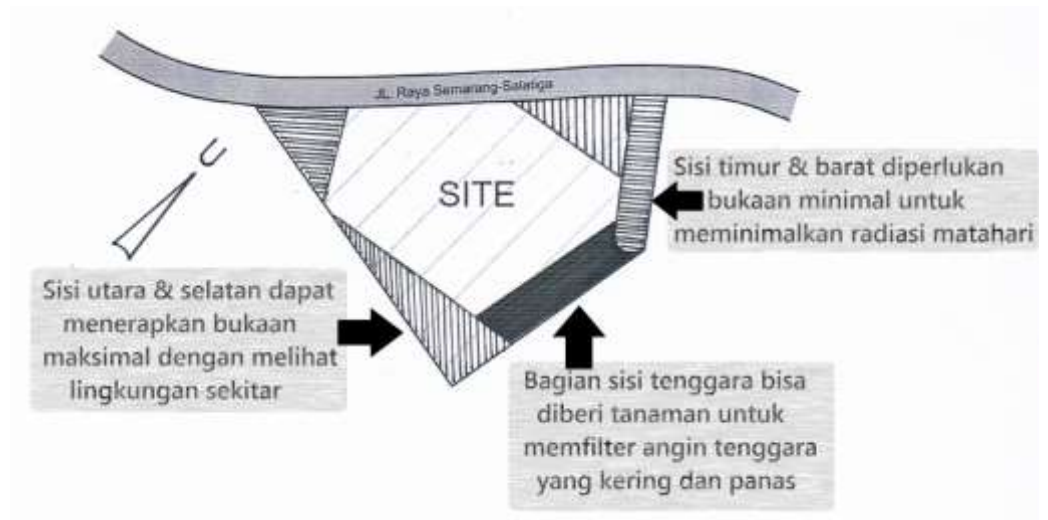 JL. Raya Semarang-Salatiga
U
SITE
Sisi timur & barat diperlukan
bukaan minimal untuk
meminimalkan radiasi matahari
Sisi utara & selatan dapat
menerapkan bukaan
maksimal dengan melihat
lingkungan sekitar
Bagian sisi tenggara bisa
diberi tanaman untuk
memfilter angin tenggara
yang kering dan panas